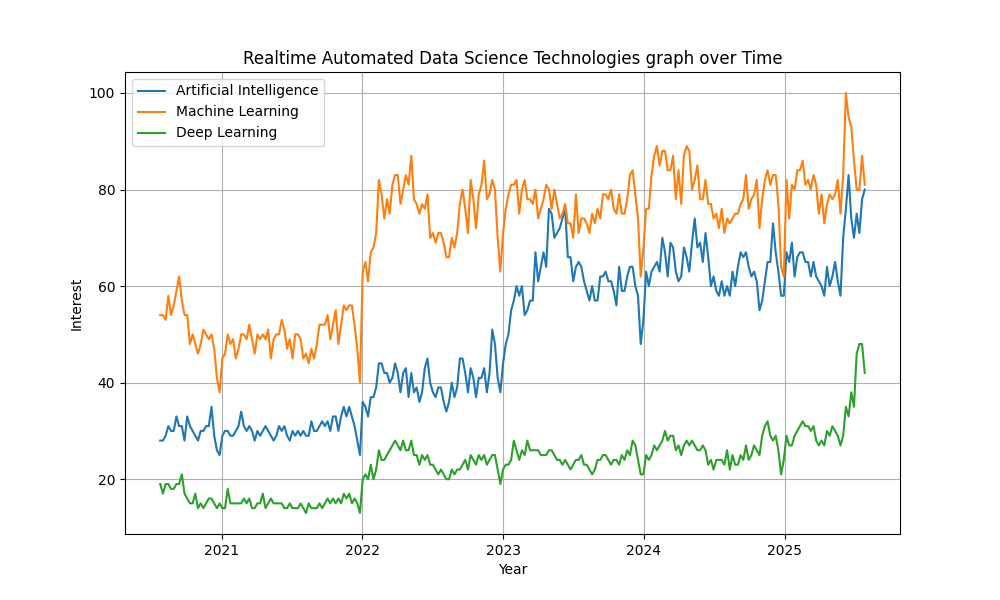 Realtime Automated Data Science Technologies graph over Time
Artificial Intelligence
Machine Learning
Deep Learning
100
80
60
40
20
Interest
2021 2022 2023 2024 2025
Year